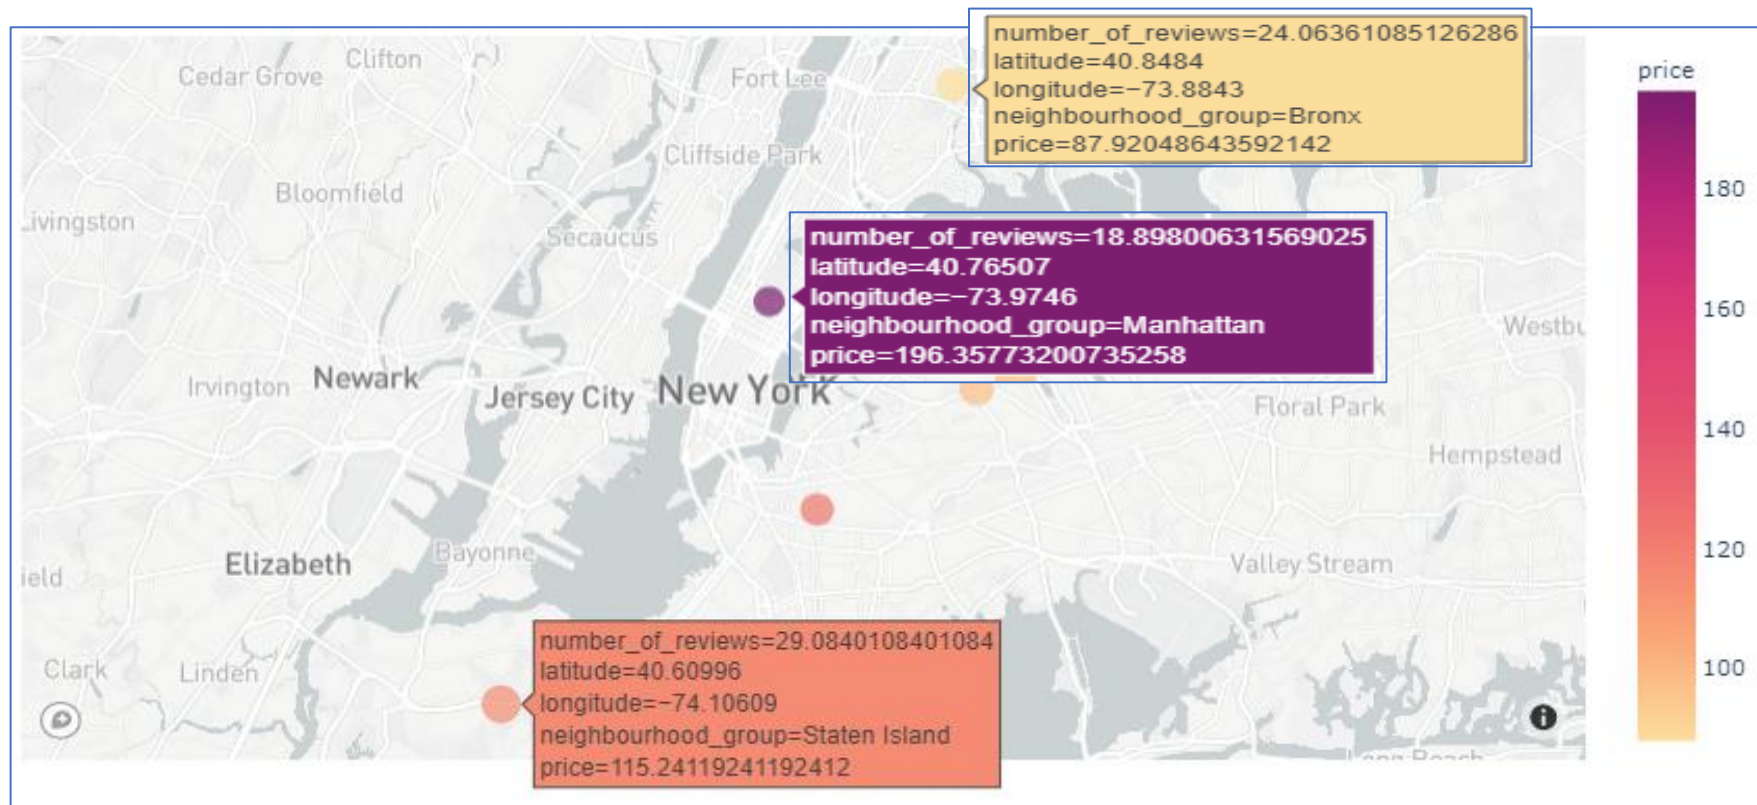 number_of_reviews=24.06361085126286
latitude=40.8484
longitude=−73.8843
neighbourhood_group=Bronx
price=87.92048643592142
Clifton
Cedar Grove
Fort Lee
price
Cliffside Park
Bloomfield
180
Livingston
Secaucus
number_of_reviews=18.89800631569025
latitude=40.76507
longitude=−73.9746
neighbourhood_group=Manhattan
price=196.35773200735258
160
Westbu
Irvington
Newark
Jersey City
New York
Floral Park
140
Hempstead
120
Elizabeth
Bayonne
Valley Stream
ield
number_of_reviews=29.0840108401084
latitude=40.60996
longitude=−74.10609
neighbourhood_group=Staten Island
price=115.24119241192412
Clark
Linden
100
Long Beach